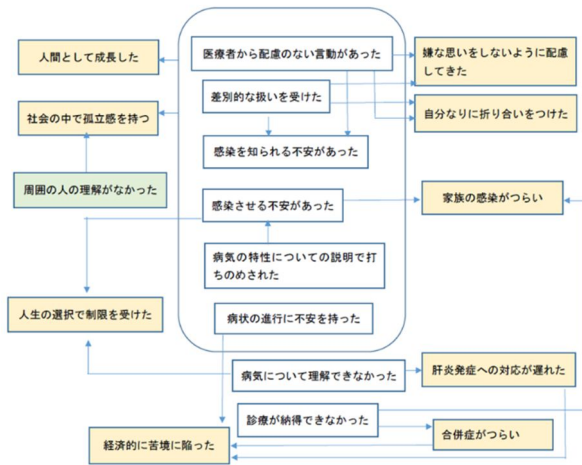 医療者から配慮のない言動があった
人間として成長した
嫌な思いをしないように配慮
してきた
差別的な扱いを受けた
社会の中で孤立感を持つ
自分なりに折り合いをつけた
感染を知られる不安があった
周囲の人の理解がなかった
感染させる不安があった
家族の感染がつらい
病気の特性についての説明で打
ちのめされた
人生の選択で制限を受けた
病状の進行に不安を持った
病気について理解できなかった
肝炎発症への対応が遅れた
診療が納得できなかった
合併症がつらい
経済的に苦境に陥った